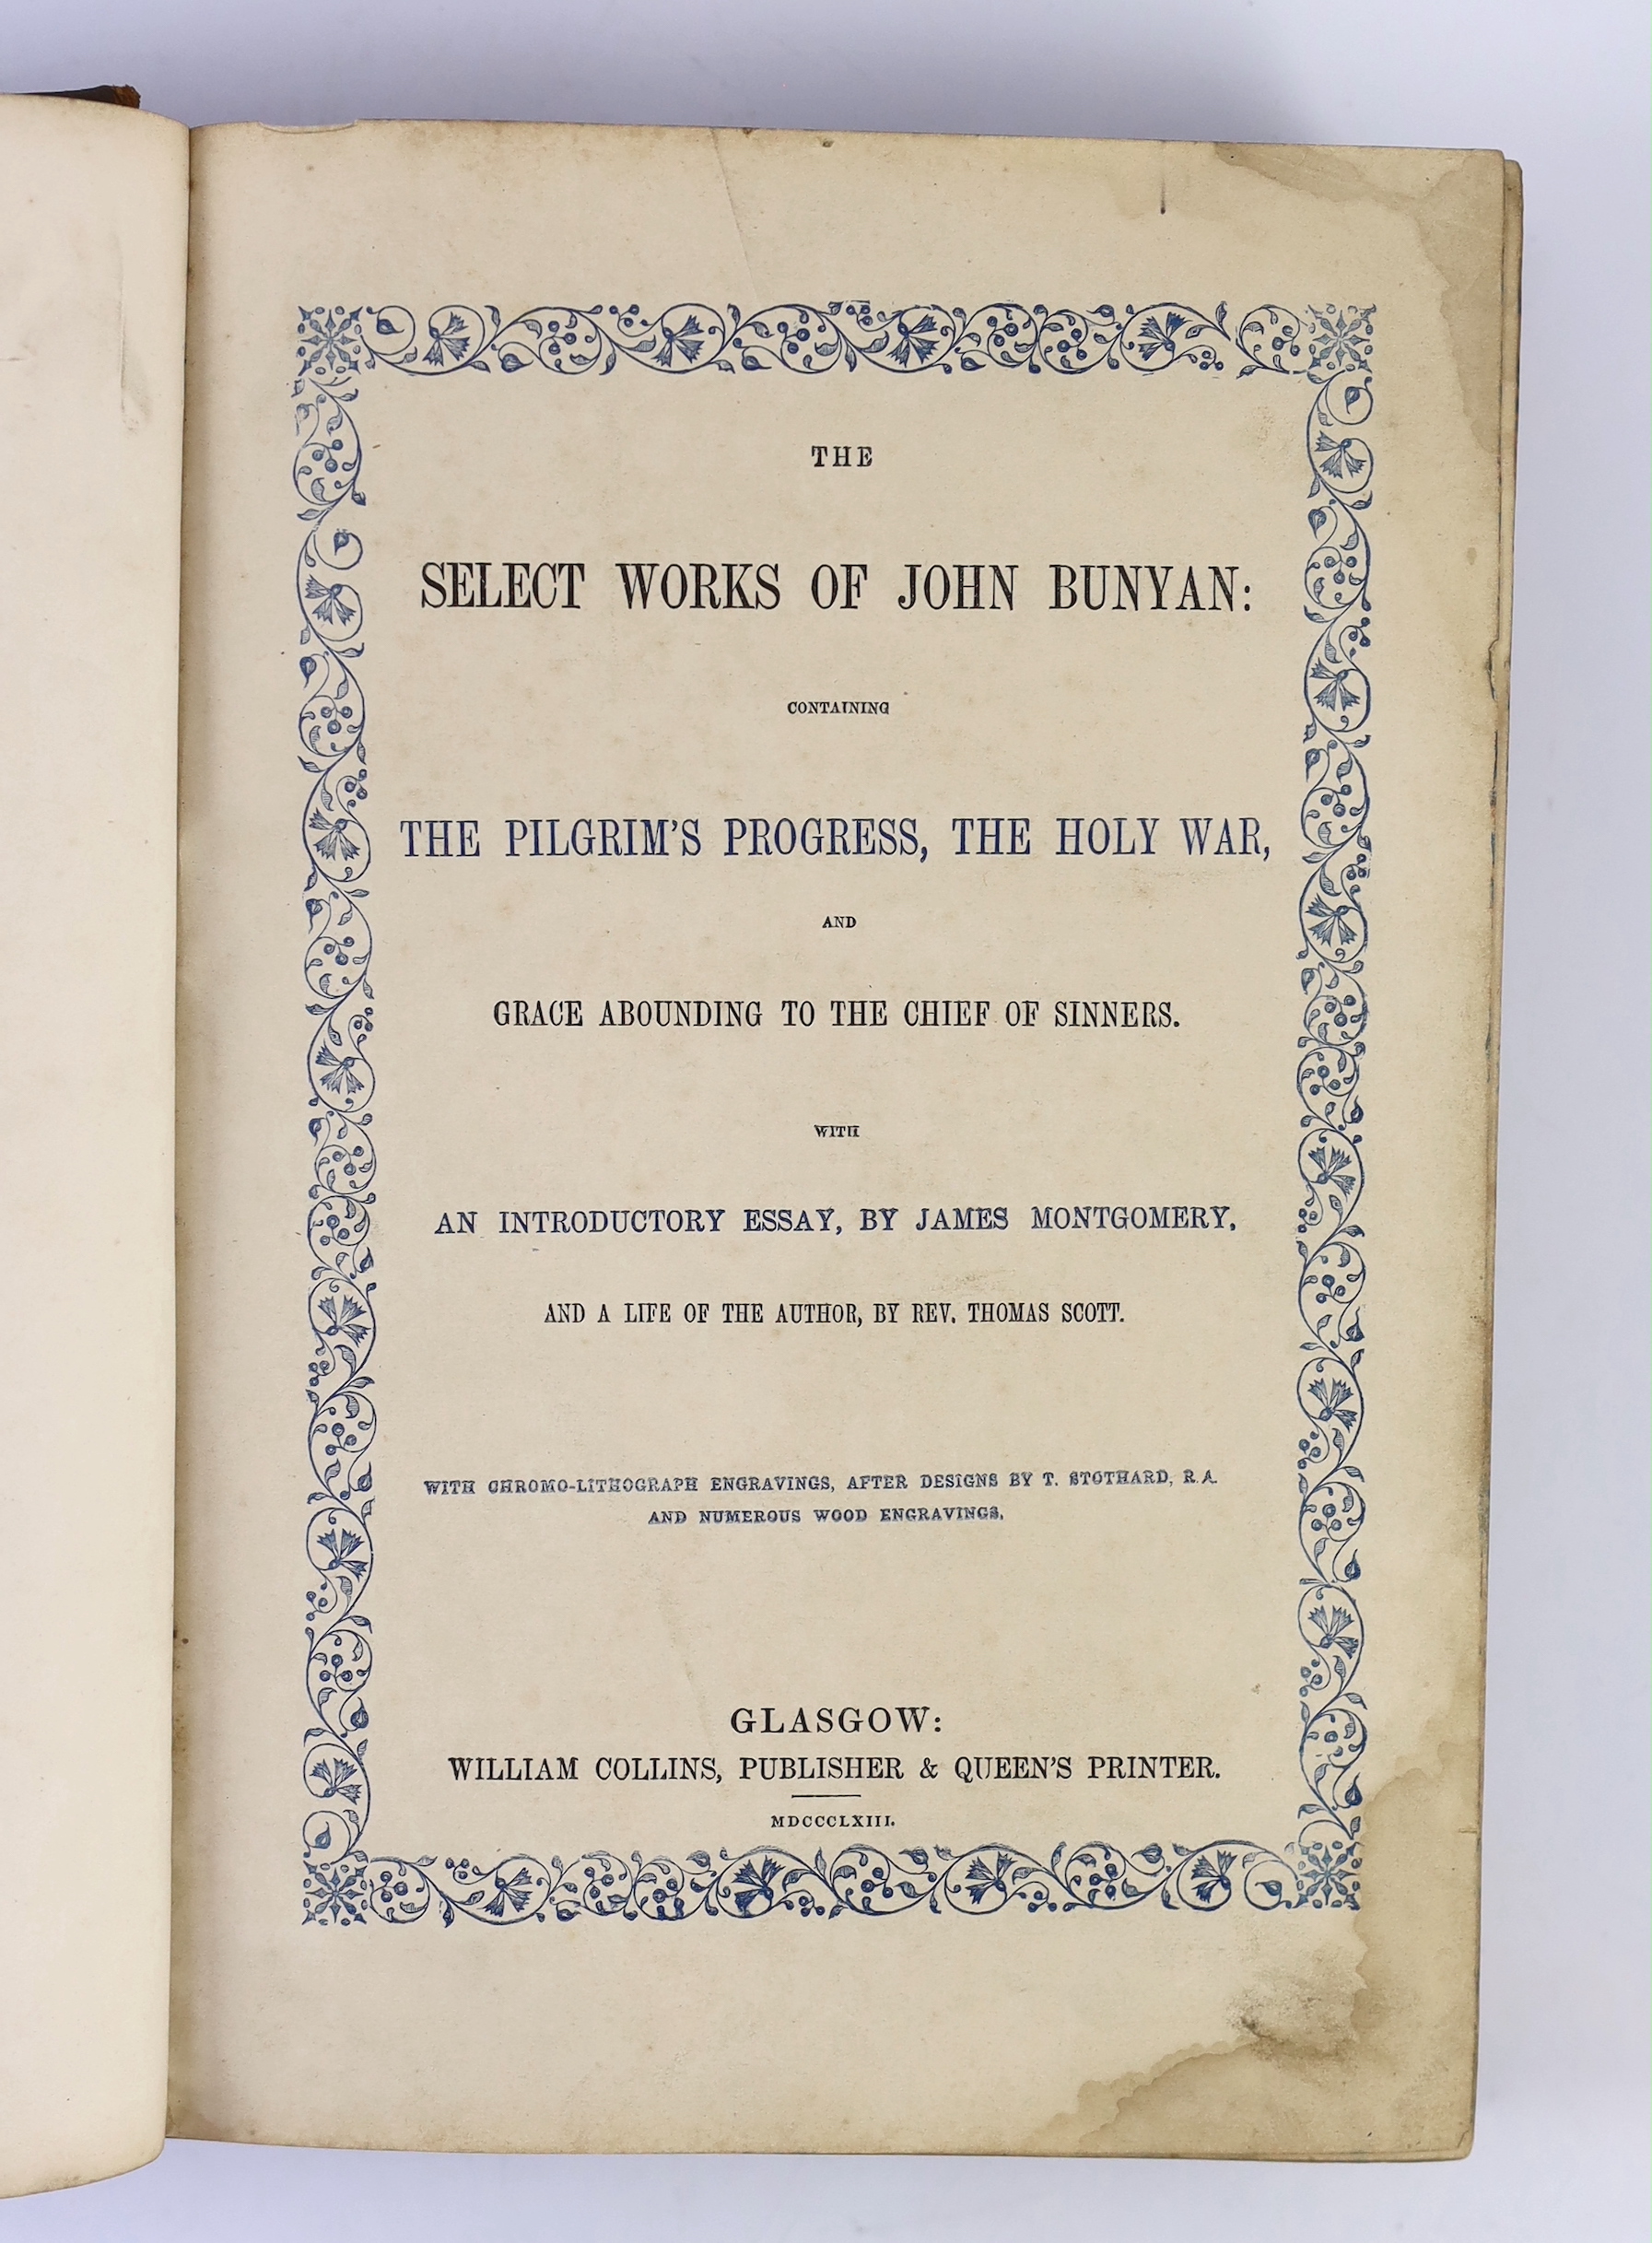 THE
SELECT WORKS OF JOHN BUNYAN:
CONTAINING
THE PILGRIM'S PROGRESS, THE HOLY WAR,
AND
GRACE ABOUNDING TO THE CHIEF OF SINNERS.
WITH
AN INTRODUCTORY ESSAY, BY JAMES MONTGOMERY,
AND A LIFE OF THE AUTHOR, BY REV. THOMAS SCOTT.
WITH CHROMO-LITHOGRAPH ENGRAVINGS, AFTER DESIGNS BY T. STOTHARD, R.A.
AND NUMEROUS WOOD ENGRAVINGS.
GLASGOW:
WILLIAM COLLINS, PUBLISHER & QUEEN'S PRINTER.
MDCCCLXIII.